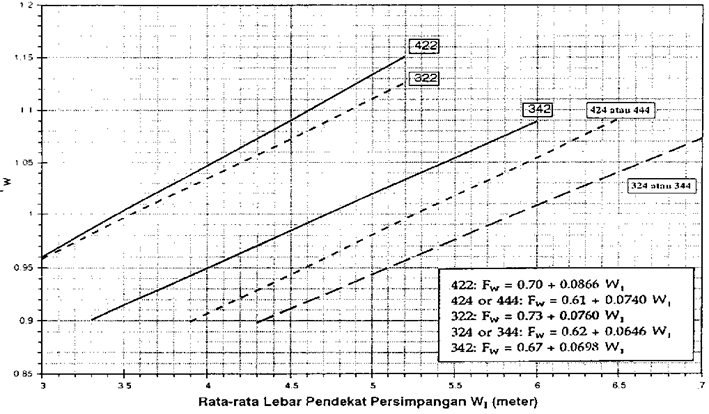 1.2
1.15
1.1
1.05
1
0.95
0.9
0 85
W
422
322
342
424 atau 444
324 atau 344
422: FW = 0.70 + 0.0866 W1
424 or 444: FW = 0.61 + 0.0740 W1
322: FW = 0.73 + 0.0760 W1
324 or 344: FW = 0.62 + 0.0646 W1
342: FW = 0.67 + 0.0698 W1
3 3 5 4 4.5 5 5.5 6 6.5 7
Rata-rata Lebar Pendekat Persimpangan WI (meter)